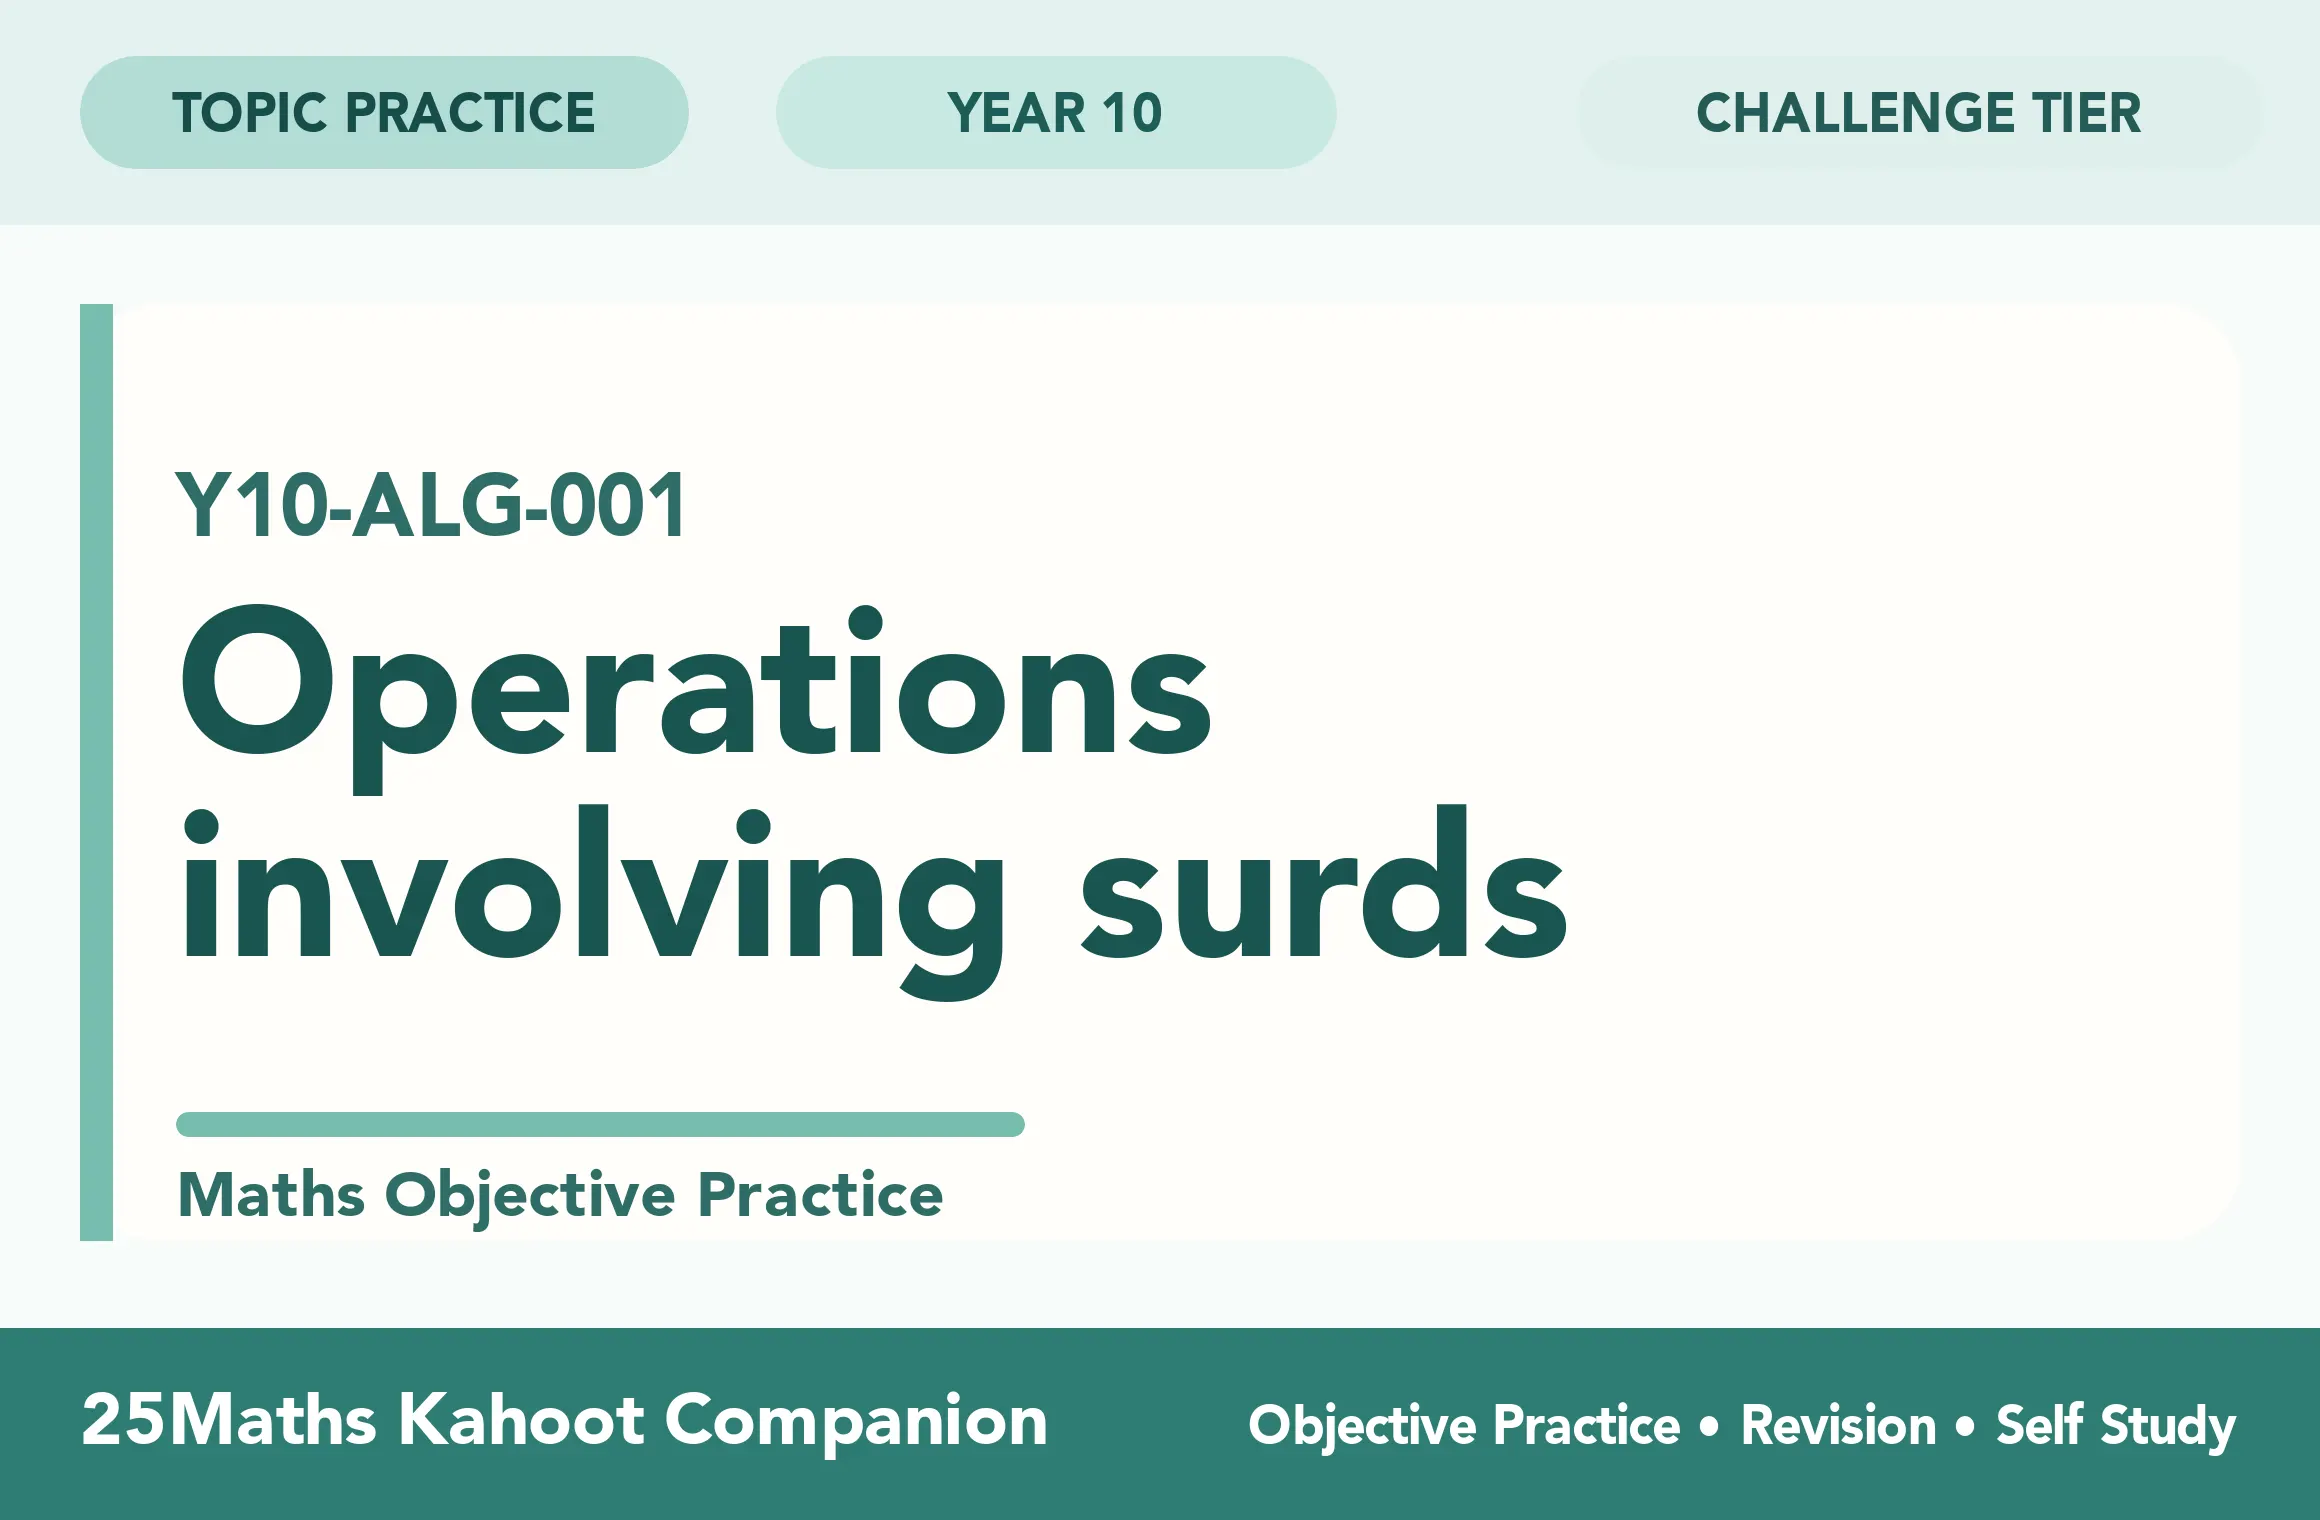 TOPIC PRACTICE
YEAR 10
CHALLENGE TIER
Y10-ALG-001
Operations
involving surds
Maths Objective Practice
25Maths Kahoot Companion
Objective Practice • Revision • Self Study